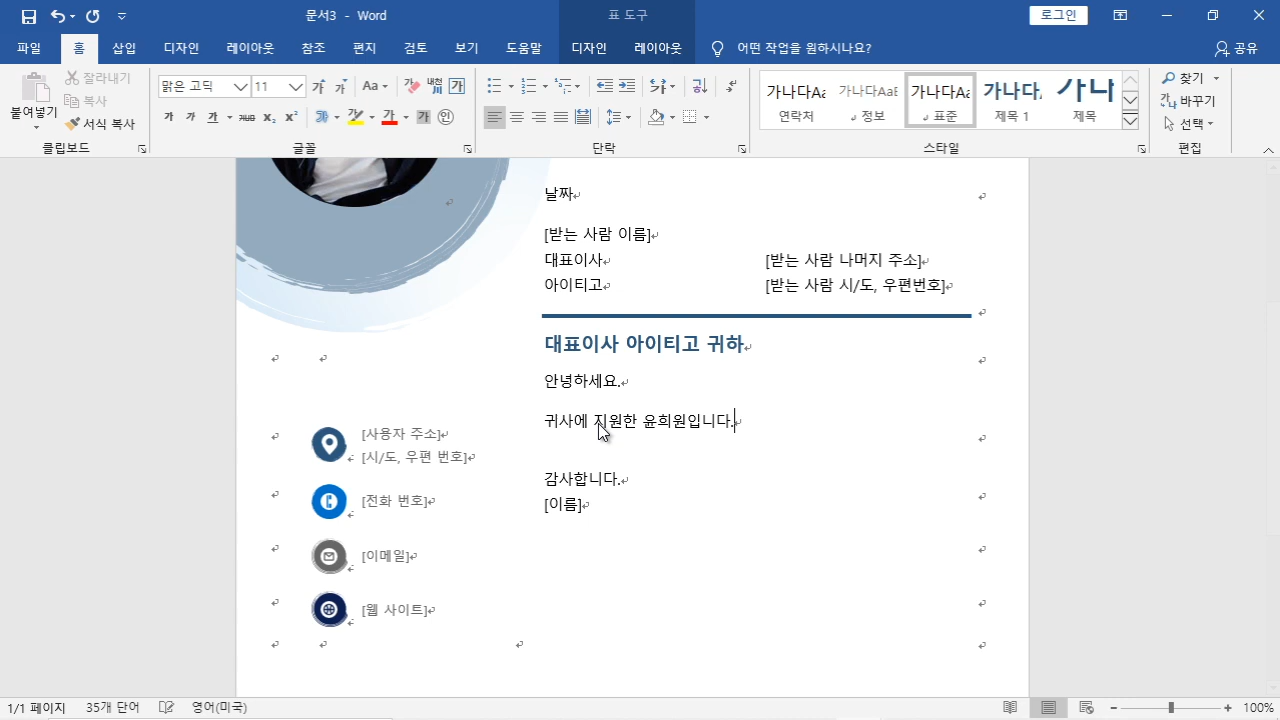 문서3 - Word
표 도구
로그인
파일 홈 삽입 디자인 레이아웃 참조 편지 검토 보기 도움말 디자인 레이아웃 어떤 작업을 원하시나요? 공유
붙여넣기
잘라내기
복사
서식 복사
클립보드
맑은 고딕 11
글꼴
단락
가나다Aa 연락처
가나다AaB 정보
가나다Aa 표준
가나다 제목 1
가나 제목
스타일
찾기
바꾸기
선택
편집
날짜
[받는 사람 이름]
대표이사 [받는 사람 나머지 주소]
아이티고 [받는 사람 시/도, 우편번호]
대표이사 아이티고 귀하
안녕하세요.
귀사에 지원한 윤희원입니다.
감사합니다.
[이름]
[사용자 주소]
[시/도, 우편 번호]
[전화 번호]
[이메일]
[웹 사이트]
1/1 페이지 35개 단어 영어(미국) 100%